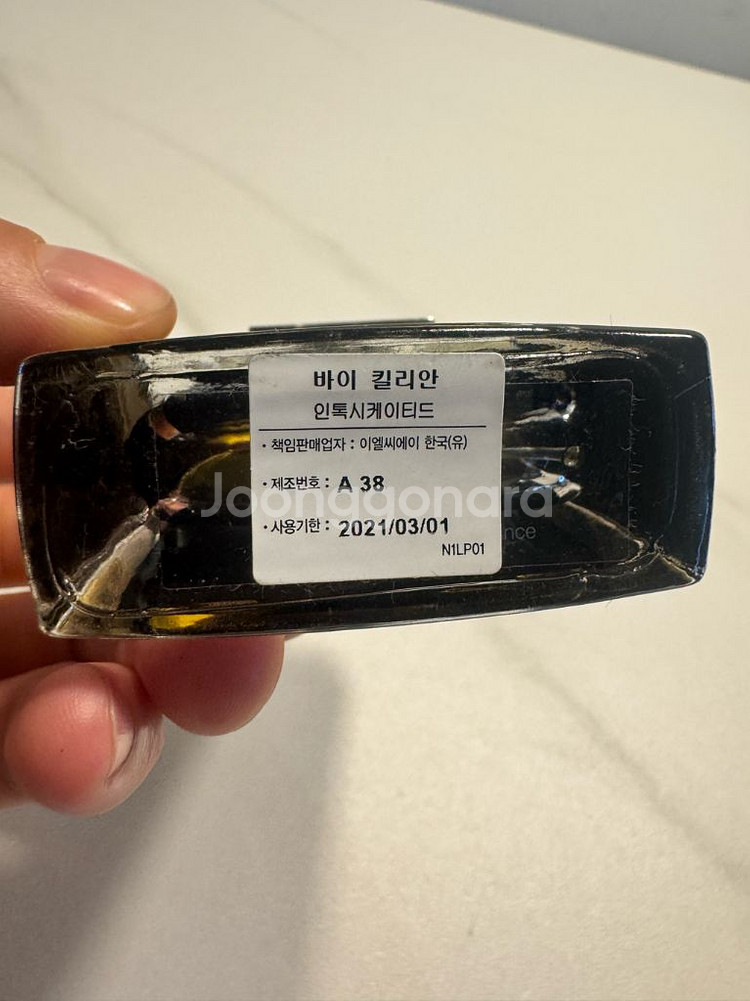 바이 킬리안
인톡시케이티드
· 책임판매업자 : 이엘씨에이 한국(유)
· 제조번호 : A 38
Joonggonara
· 사용기한 : 2021/03/01
nce
N1LP01